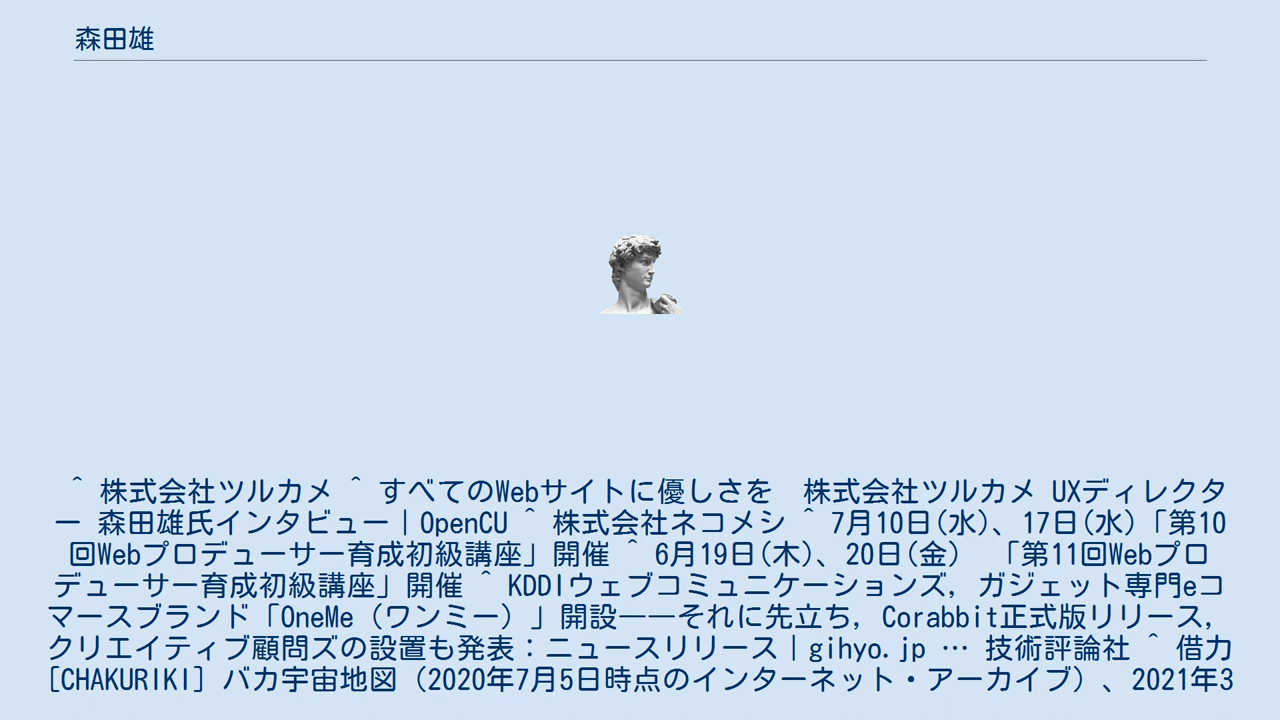 森田雄
^ 株式会社ツルカメ ^ すべてのWebサイトに優しさを　株式会社ツルカメ UXディレクタ
ー 森田雄氏インタビュー｜OpenCU ^ 株式会社ネコメシ ^ 7月10日(水)、17日(水)「第10
回Webプロデューサー育成初級講座」開催 ^ 6月19日(木)、20日(金)　「第11回Webプロ
デューサー育成初級講座」開催 ^ KDDIウェブコミュニケーションズ，ガジェット専門eコ
マースブランド「OneMe（ワンミー）」開設――それに先立ち，Corabbit正式版リリース，
クリエイティブ顧問ズの設置も発表：ニュースリリース｜gihyo.jp … 技術評論社 ^ 借力
[CHAKURIKI] バカ宇宙地図（2020年7月5日時点のインターネット・アーカイブ）、2021年3